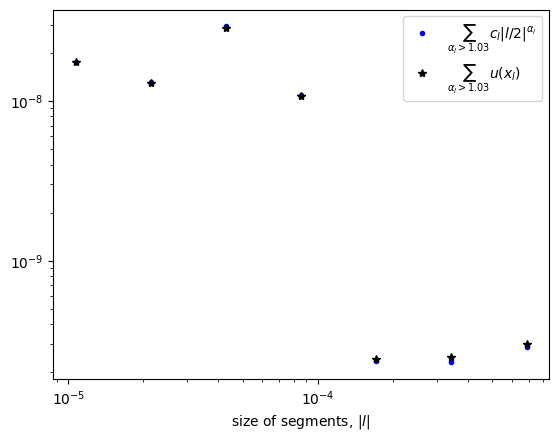 ∑ c_l|l/2|^{α_l}
α_l>1.03
∑ u(x_l)
α_l>1.03
10^{-8}
10^{-9}
10^{-5} 10^{-4}
size of segments, |l|